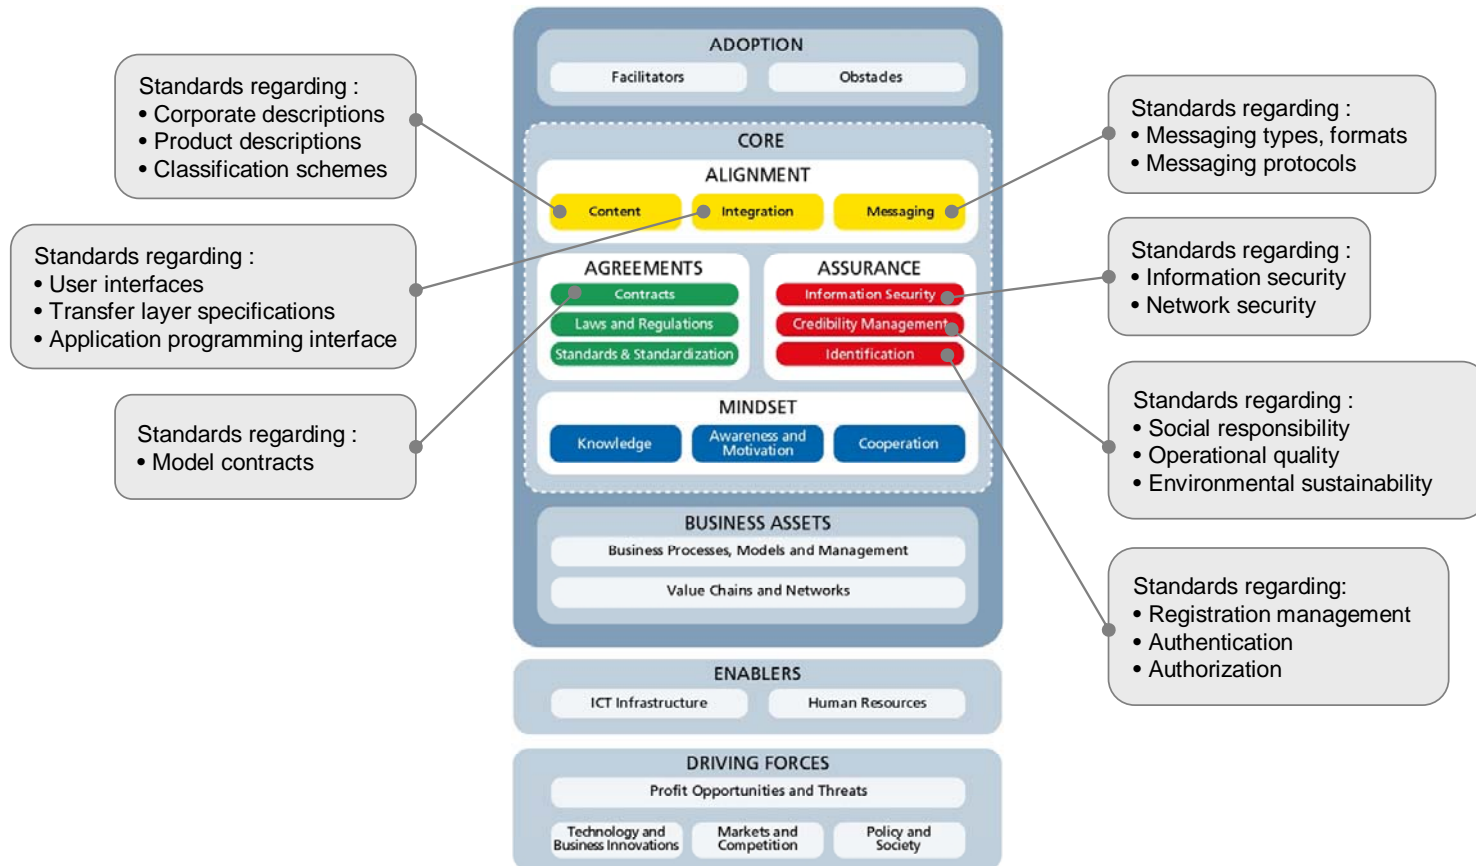 ADOPTION
Facilitators
Obstacles
Standards regarding :
• Corporate descriptions
• Product descriptions
• Classification schemes
Standards regarding :
• Messaging types, formats
• Messaging protocols
CORE
ALIGNMENT
Content
Integration
Messaging
Standards regarding :
• User interfaces
• Transfer layer specifications
• Application programming interface
Standards regarding :
• Information security
• Network security
AGREEMENTS
Contracts
Laws and Regulations
Standards & Standardization
ASSURANCE
Information Security
Credibility Management
Identification
Standards regarding :
• Model contracts
Standards regarding :
• Social responsibility
• Operational quality
• Environmental sustainability
MINDSET
Knowledge
Awareness and
Motivation
Cooperation
BUSINESS ASSETS
Business Processes, Models and Management
Value Chains and Networks
Standards regarding:
• Registration management
• Authentication
• Authorization
ENABLERS
ICT Infrastructure
Human Resources
DRIVING FORCES
Profit Opportunities and Threats
Technology and
Business Innovations
Markets and
Competition
Policy and
Society